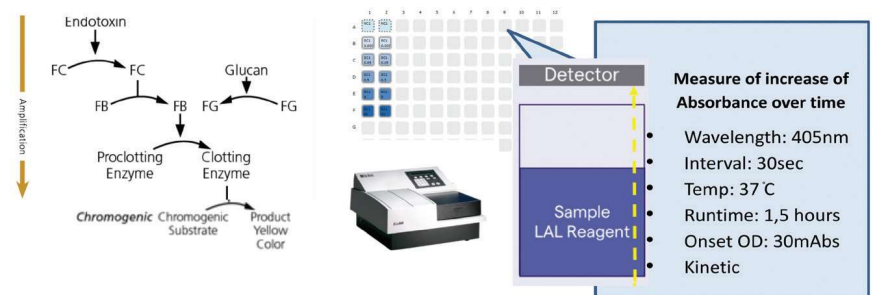 Endotoxin
FC
FC
Glucan
FB
FB
FG
FG
Proclotting
Enzyme
Clotting
Enzyme
Chromogenic
Chromogenic
Substrate
Product
Yellow
Color
Amplification
1 2 3 4 5 6 7 8 9 10 11 12
A
B
C
D
E
F
G
Detector
Sample
LAL Reagent
Measure of increase of
Absorbance over time
• Wavelength: 405nm
• Interval: 30sec
• Temp: 37°C
• Runtime: 1,5 hours
• Onset OD: 30mAbs
• Kinetic